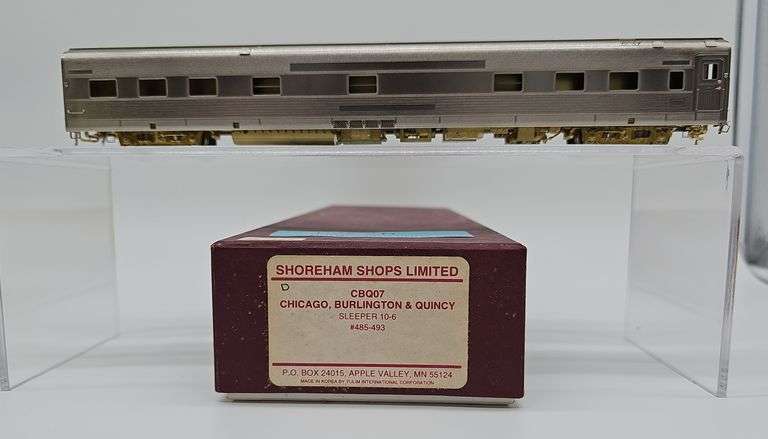 SHOREHAM SHOPS LIMITED
D
CBQ07
CHICAGO, BURLINGTON & QUINCY
SLEEPER 10-6
#485-493
P.O. BOX 24015, APPLE VALLEY, MN 55124
MADE IN KOREA BY YULIM INTERNATIONAL CORPORATION